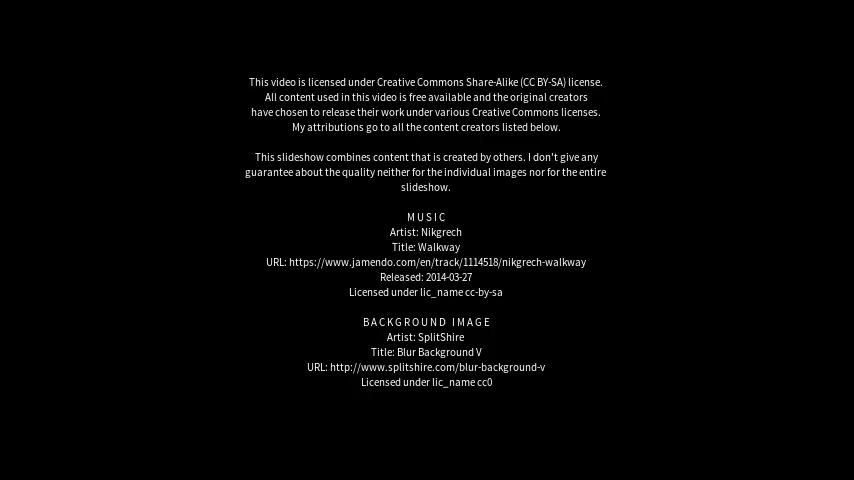 This video is licensed under Creative Commons Share-Alike (CC BY-SA) license.
All content used in this video is free available and the original creators
have chosen to release their work under various Creative Commons licenses.
My attributions go to all the content creators listed below.
This slideshow combines content that is created by others. I don't give any
guarantee about the quality neither for the individual images nor for the entire
slideshow.
M U S I C
Artist: Nikgrech
Title: Walkway
URL: https://www.jamendo.com/en/track/1114518/nikgrech-walkway
Released: 2014-03-27
Licensed under lic_name cc-by-sa
B A C K G R O U N D   I M A G E
Artist: SplitShire
Title: Blur Background V
URL: http://www.splitshire.com/blur-background-v
Licensed under lic_name cc0